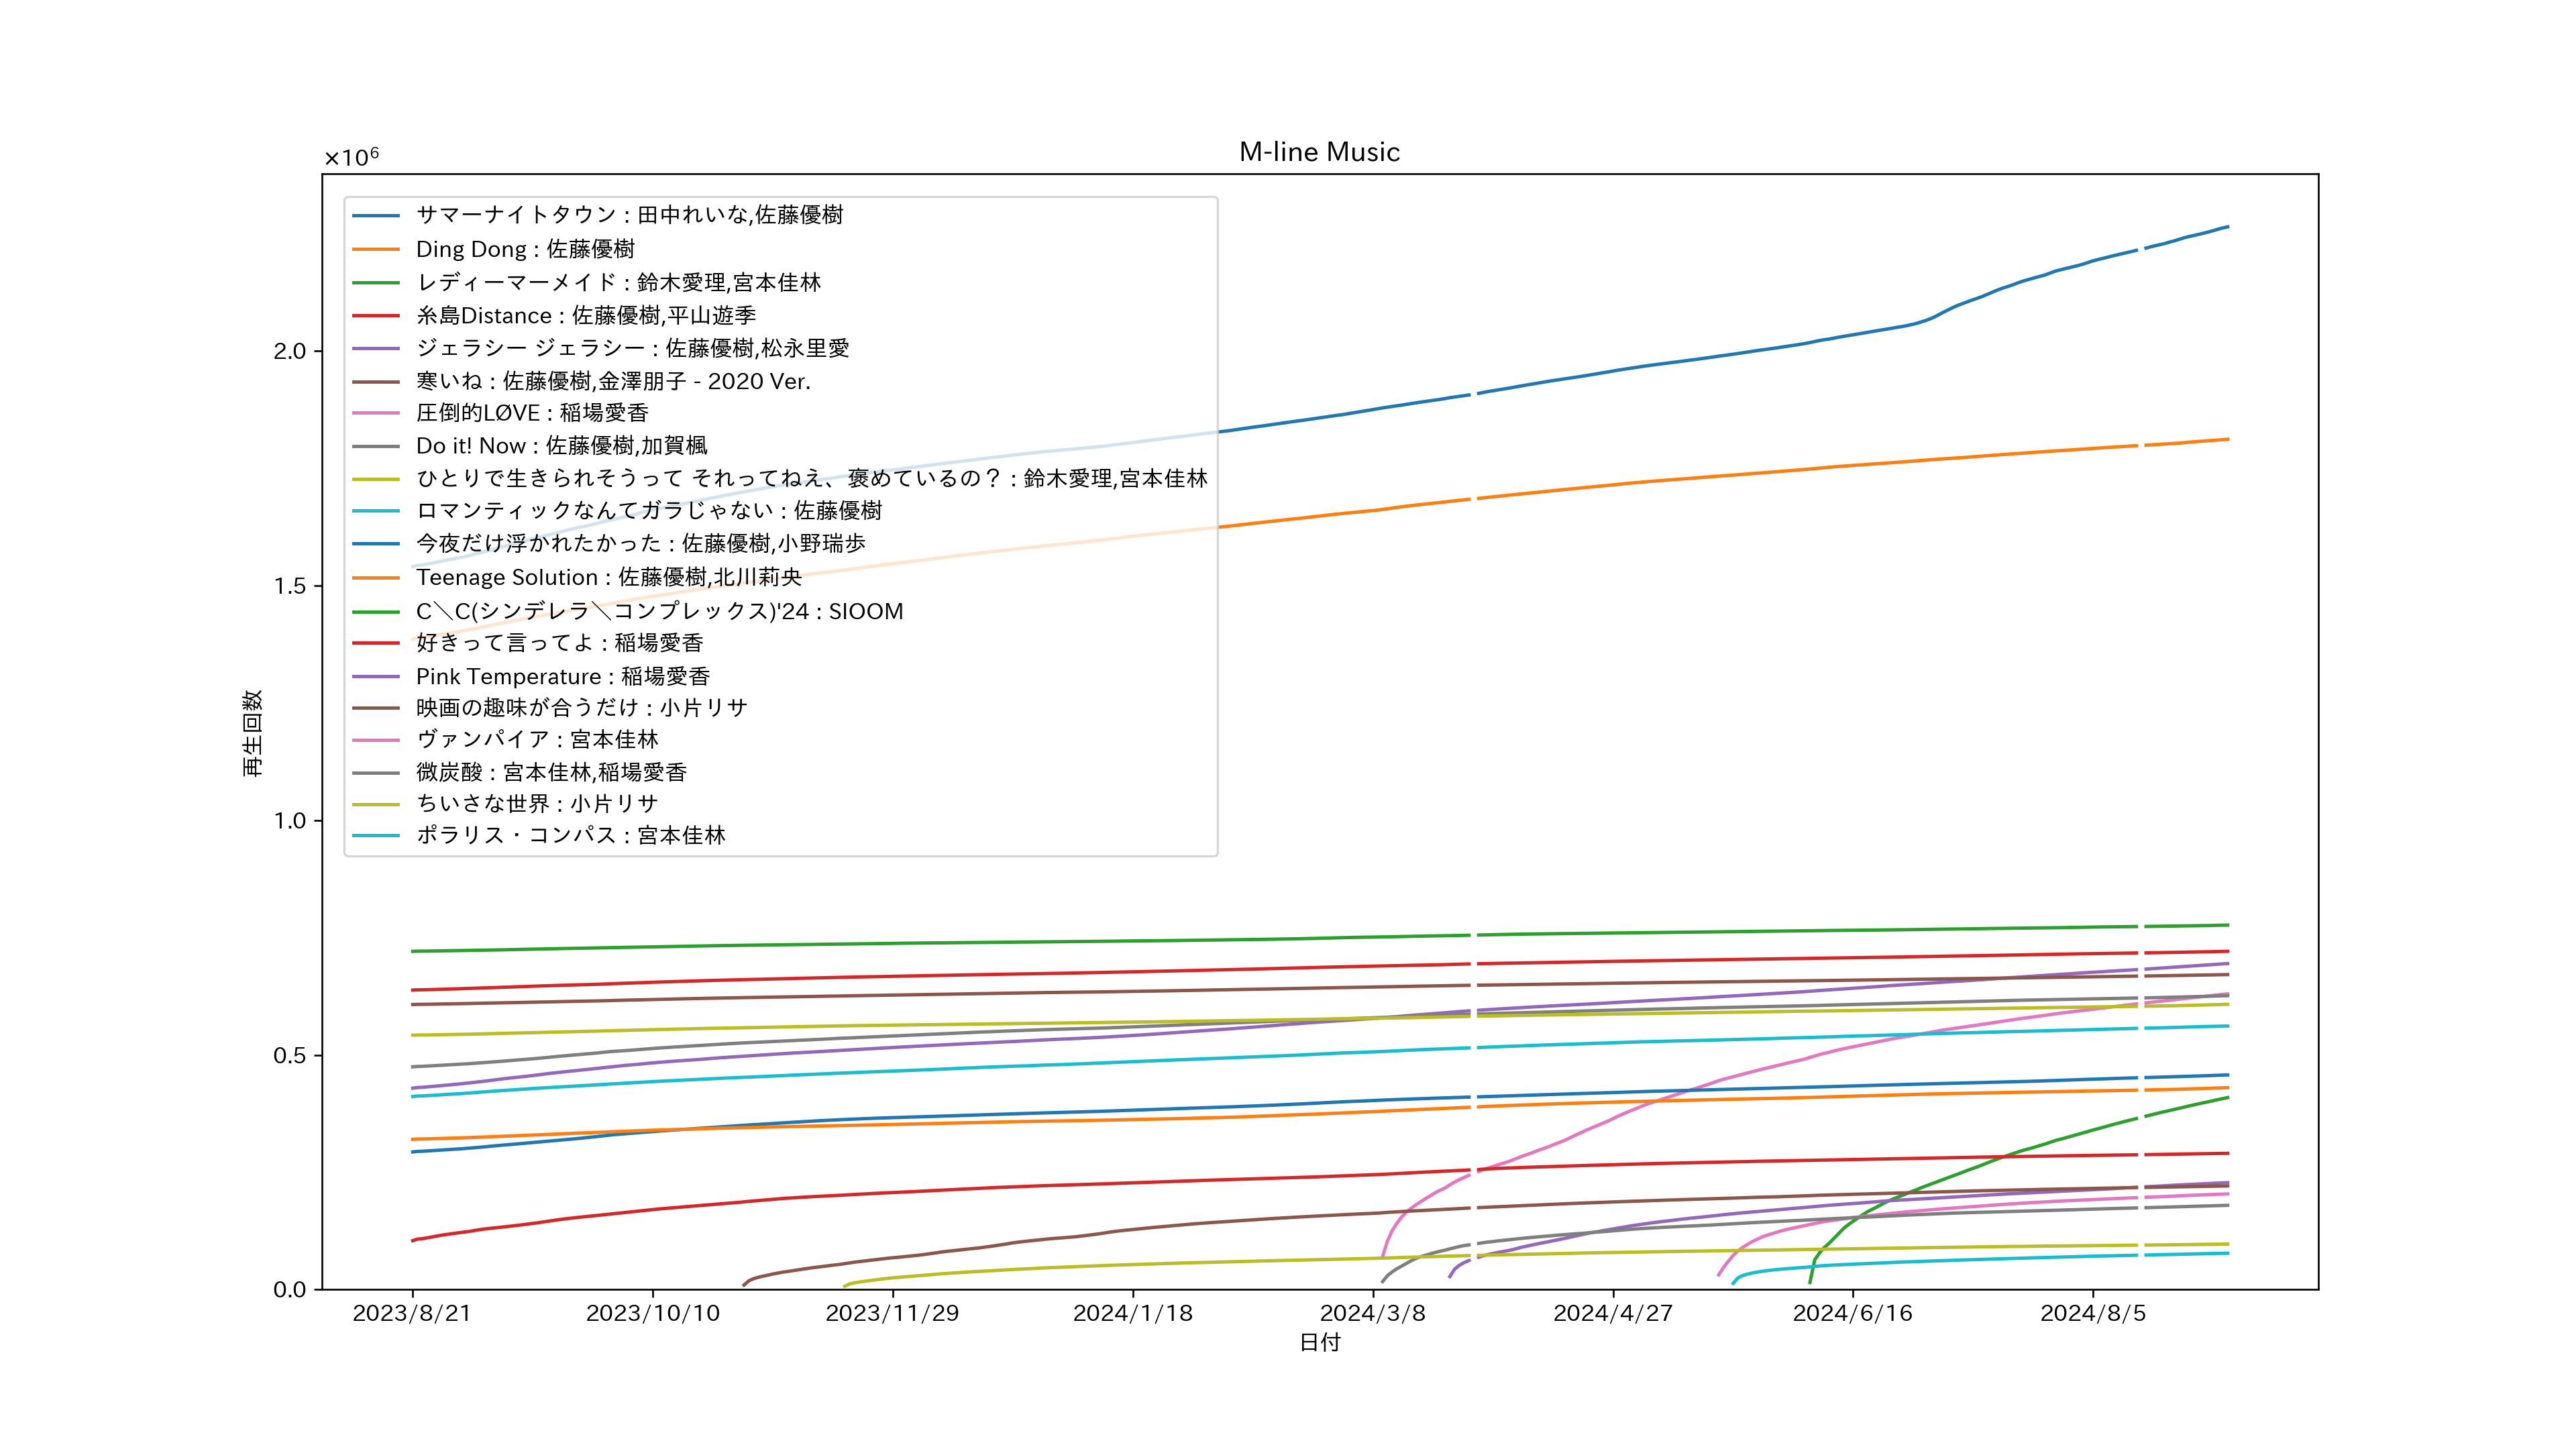 M-line Music
×10⁶
サマーナイトタウン : 田中れいな,佐藤優樹
Ding Dong : 佐藤優樹
レディーマーメイド : 鈴木愛理,宮本佳林
糸島Distance : 佐藤優樹,平山遊季
ジェラシー ジェラシー : 佐藤優樹,松永里愛
寒いね : 佐藤優樹,金澤朋子 - 2020 Ver.
圧倒的LØVE : 稲場愛香
Do it! Now : 佐藤優樹,加賀楓
ひとりで生きられそうって それってねえ、褒めているの？ : 鈴木愛理,宮本佳林
ロマンティックなんてガラじゃない : 佐藤優樹
今夜だけ浮かれたかった : 佐藤優樹,小野瑞歩
Teenage Solution : 佐藤優樹,北川莉央
C＼C(シンデレラ＼コンプレックス)'24 : SIOOM
好きって言ってよ : 稲場愛香
Pink Temperature : 稲場愛香
映画の趣味が合うだけ : 小片リサ
ヴァンパイア : 宮本佳林
微炭酸 : 宮本佳林,稲場愛香
ちいさな世界 : 小片リサ
ポラリス・コンパス : 宮本佳林
2.0
1.5
1.0
0.5
0.0
再生回数
2023/8/21 2023/10/10 2023/11/29 2024/1/18 2024/3/8 2024/4/27 2024/6/16 2024/8/5
日付